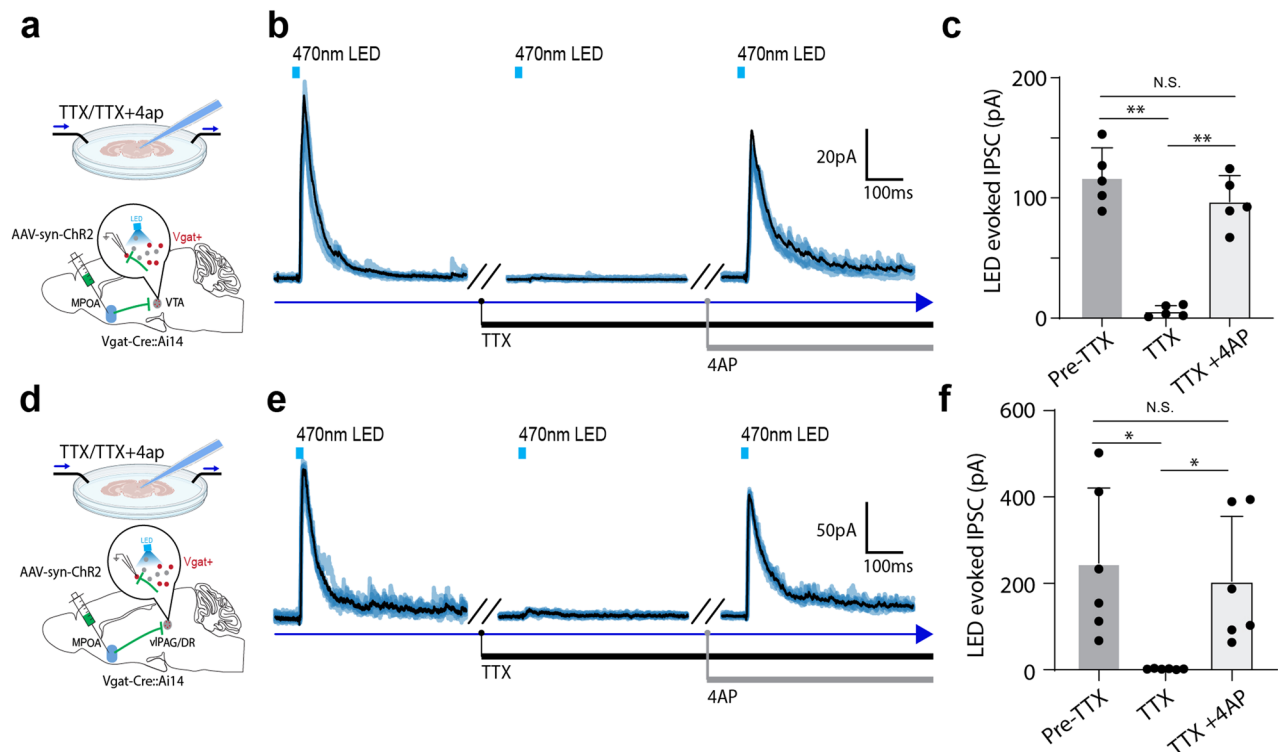 a
TTX/TTX+4ap
LED
Vgat+
AAV-syn-ChR2
MPOA
VTA
Vgat-Cre::Ai14
b
470nm LED
470nm LED
470nm LED
20pA
100ms
TTX
4AP
c
LED evoked IPSC (pA)
200
100
0
N.S.
**
**
Pre-TTX
TTX
TTX +4AP
d
TTX/TTX+4ap
LED
Vgat+
AAV-syn-ChR2
MPOA
vlPAG/DR
Vgat-Cre::Ai14
e
470nm LED
470nm LED
470nm LED
50pA
100ms
TTX
4AP
f
LED evoked IPSC (pA)
600
400
200
0
N.S.
*
*
Pre-TTX
TTX
TTX +4AP